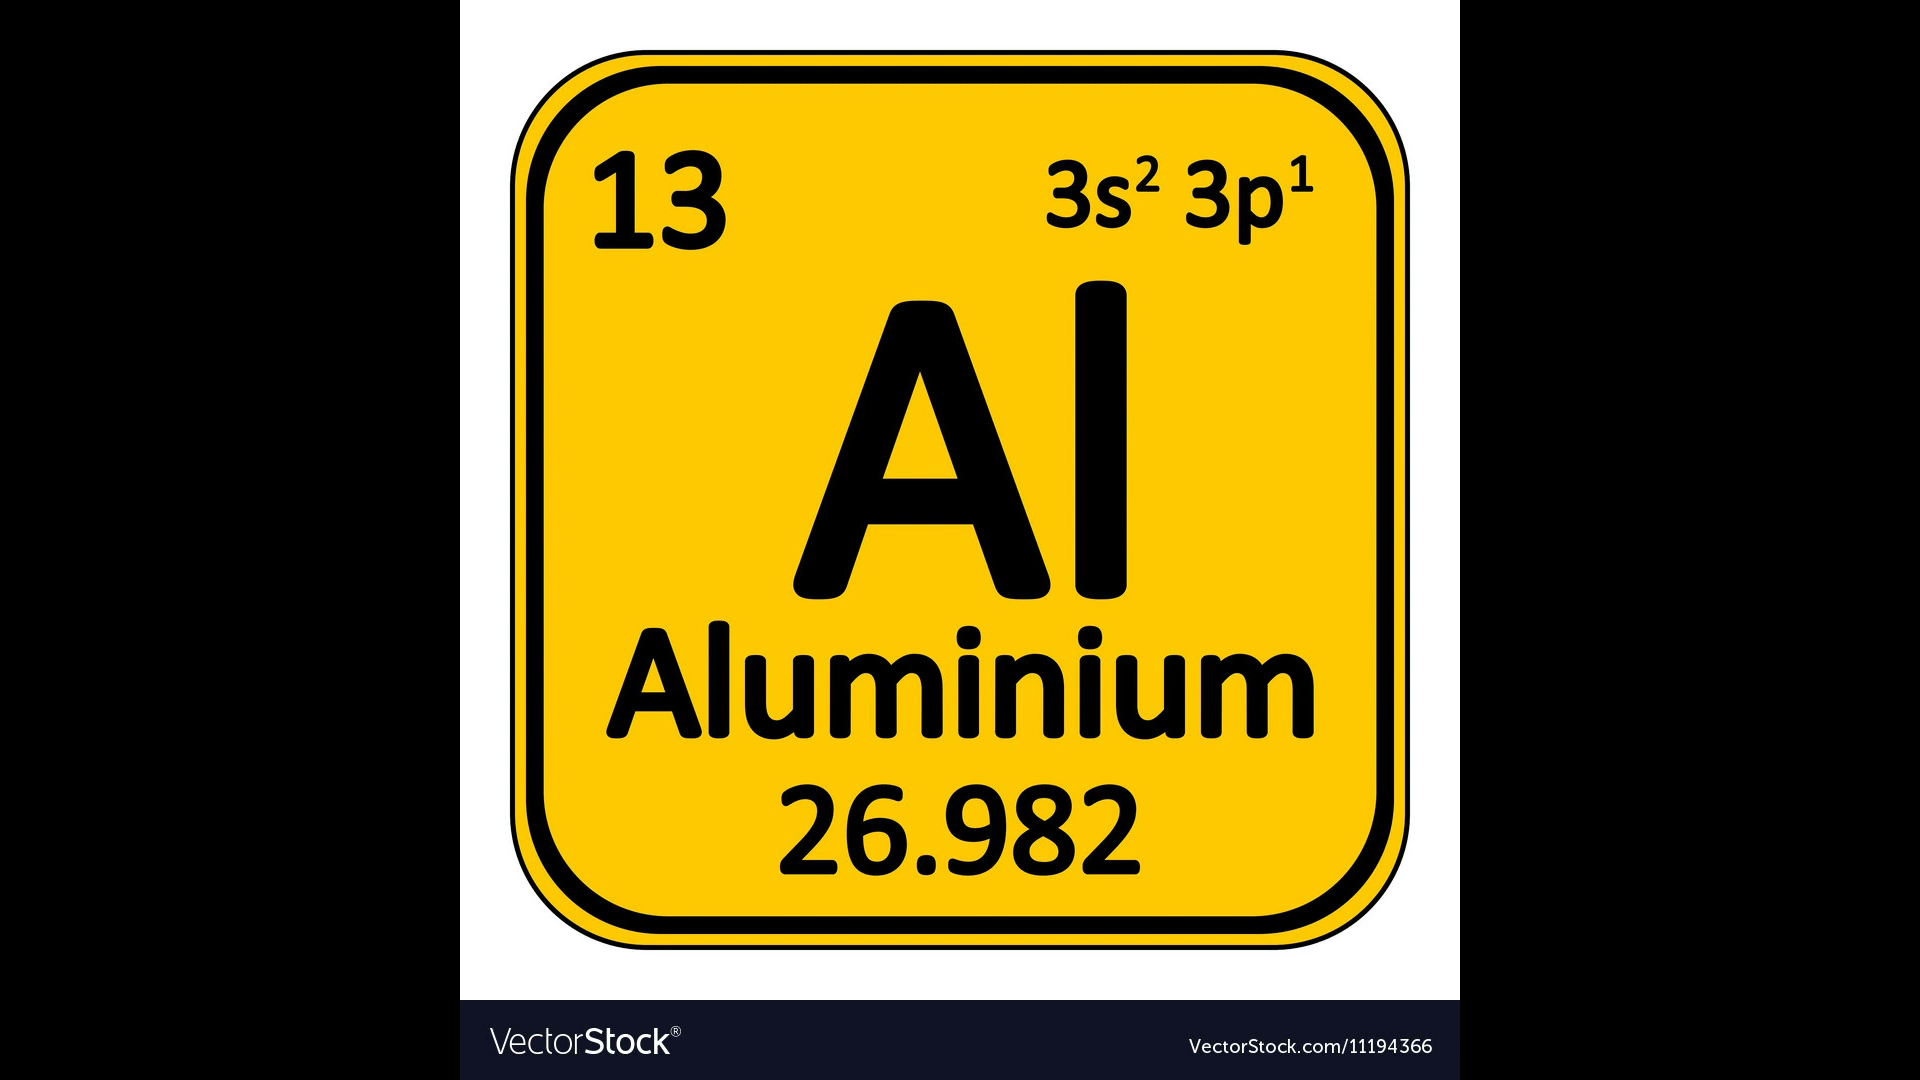 13
3s² 3p¹
Al
Aluminium
26.982
VectorStock®
VectorStock.com/11194366